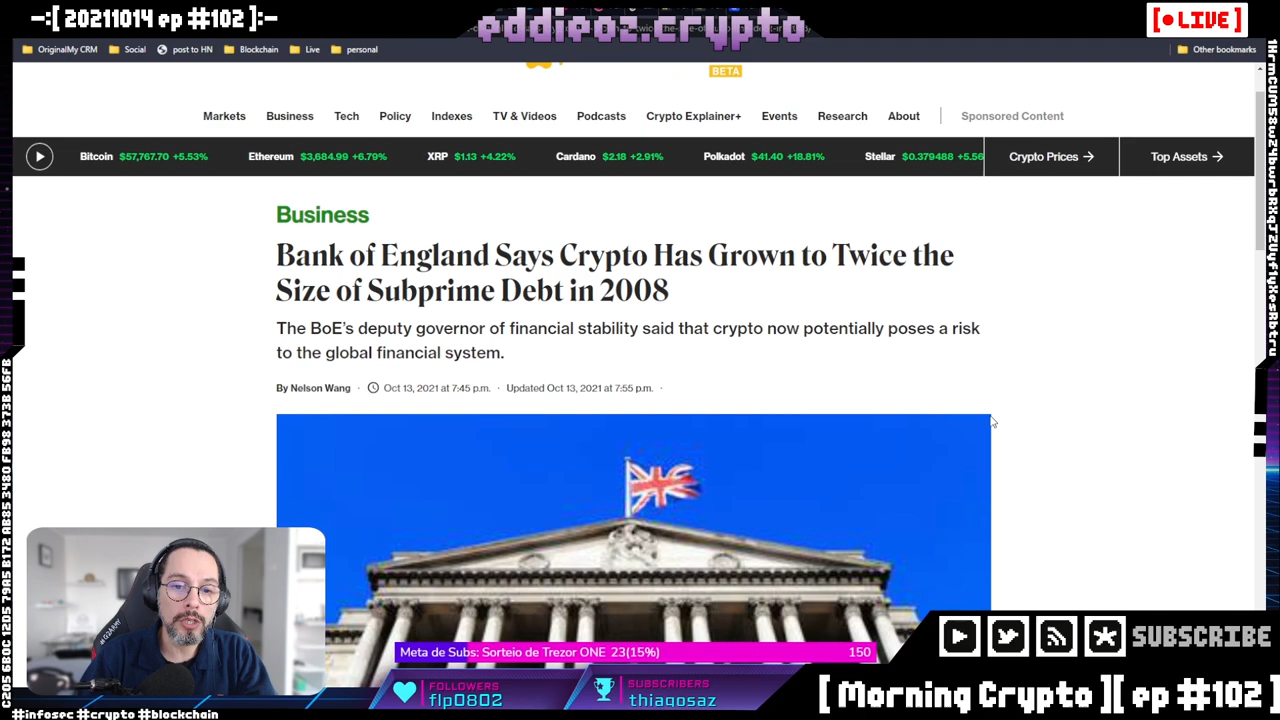 —:[ 20211014 ep #102 ]:—
eddieoz.crypto
[● LIVE ]
OriginalMy CRM
Social
post to HN
Blockchain
Live
personal
Other bookmarks
BETA
Markets
Business
Tech
Policy
Indexes
TV & Videos
Podcasts
Crypto Explainer+
Events
Research
About
Sponsored Content
Bitcoin $57,767.70 +5.53%
Ethereum $3,684.99 +6.79%
XRP $1.13 +4.22%
Cardano $2.18 +2.91%
Polkadot $41.40 +18.81%
Stellar $0.379486 +5.56
Crypto Prices →
Top Assets →
Business
Bank of England Says Crypto Has Grown to Twice the
Size of Subprime Debt in 2008
The BoE's deputy governor of financial stability said that crypto now potentially poses a risk
to the global financial system.
By Nelson Wang · Oct 13, 2021 at 7:45 p.m. · Updated Oct 13, 2021 at 7:55 p.m. ·
Meta de Subs: Sorteio de Trezor ONE 23(15%) 150
FOLLOWERS
flp0802
SUBSCRIBERS
thiagosaz
SUBSCRIBE
[ Morning Crypto ][ ep #102 ]
#infosec #crypto #blockchain